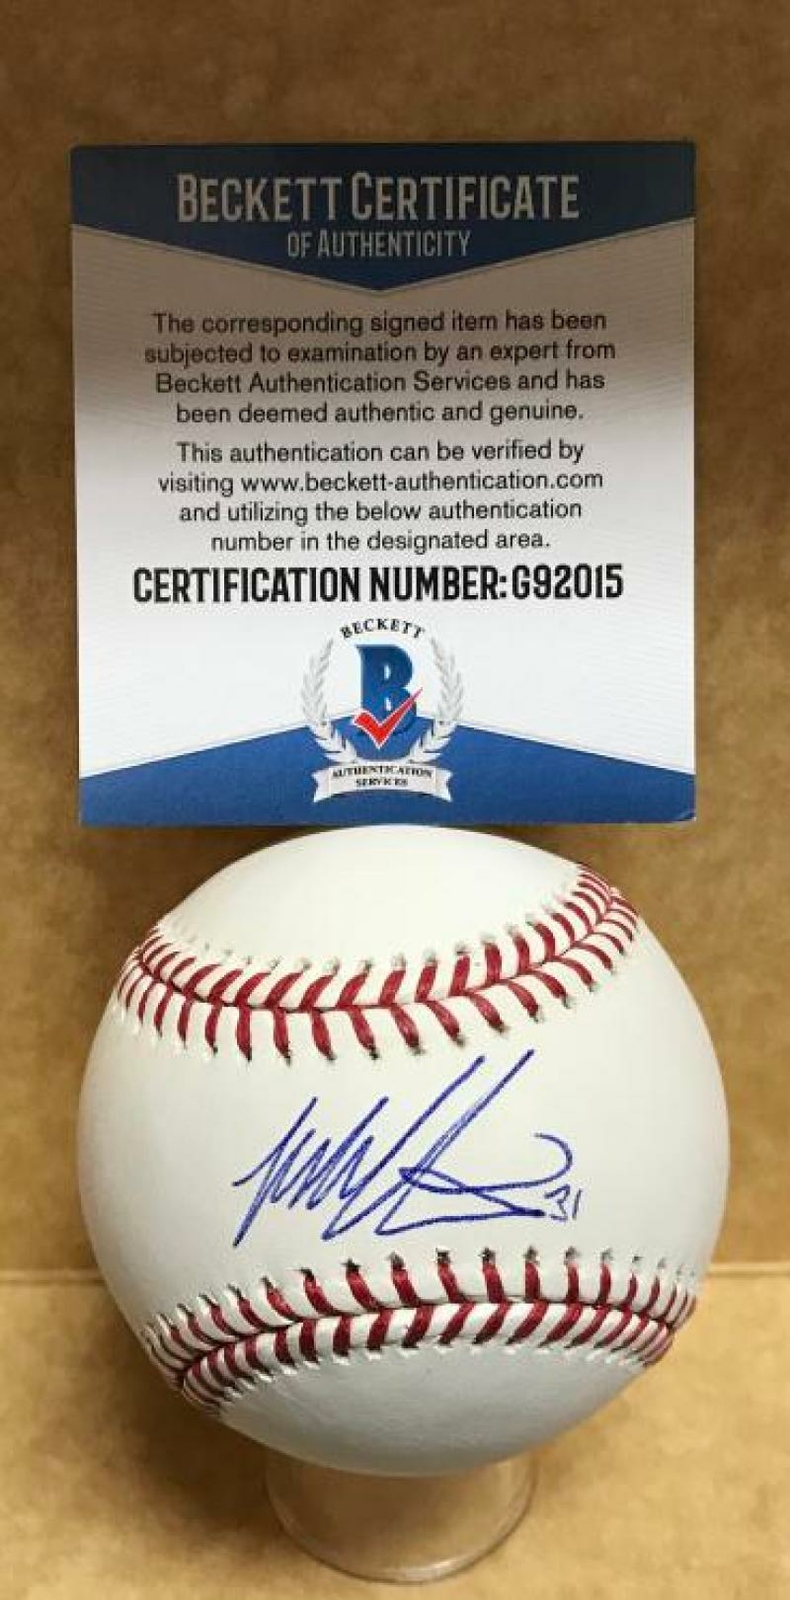 BECKETT CERTIFICATE
OF AUTHENTICITY
The corresponding signed item has been
subjected to examination by an expert from
Beckett Authentication Services and has
been deemed authentic and genuine.
This authentication can be verified by
visiting www.beckett-authentication.com
and utilizing the below authentication
number in the designated area.
CERTIFICATION NUMBER:G92015
BECKETT
B
AUTHENTICATION
SERVICES
31